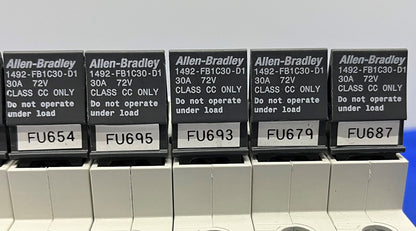 Allen-Bradley
1492-FB1C30-D1
30A 72V
CLASS CC ONLY
Do not operate
under load
FU654
Allen-Bradley
1492-FB1C30-D1
30A 72V
CLASS CC ONLY
Do not operate
under load
FU695
Allen-Bradley
1492-FB1C30-D1
30A 72V
CLASS CC ONLY
Do not operate
under load
FU693
Allen-Bradley
1492-FB1C30-D1
30A 72V
CLASS CC ONLY
Do not operate
under load
FU679
Allen-Bradley
1492-FB1C30-D1
30A 72V
CLASS CC ONLY
Do not operate
under load
FU687